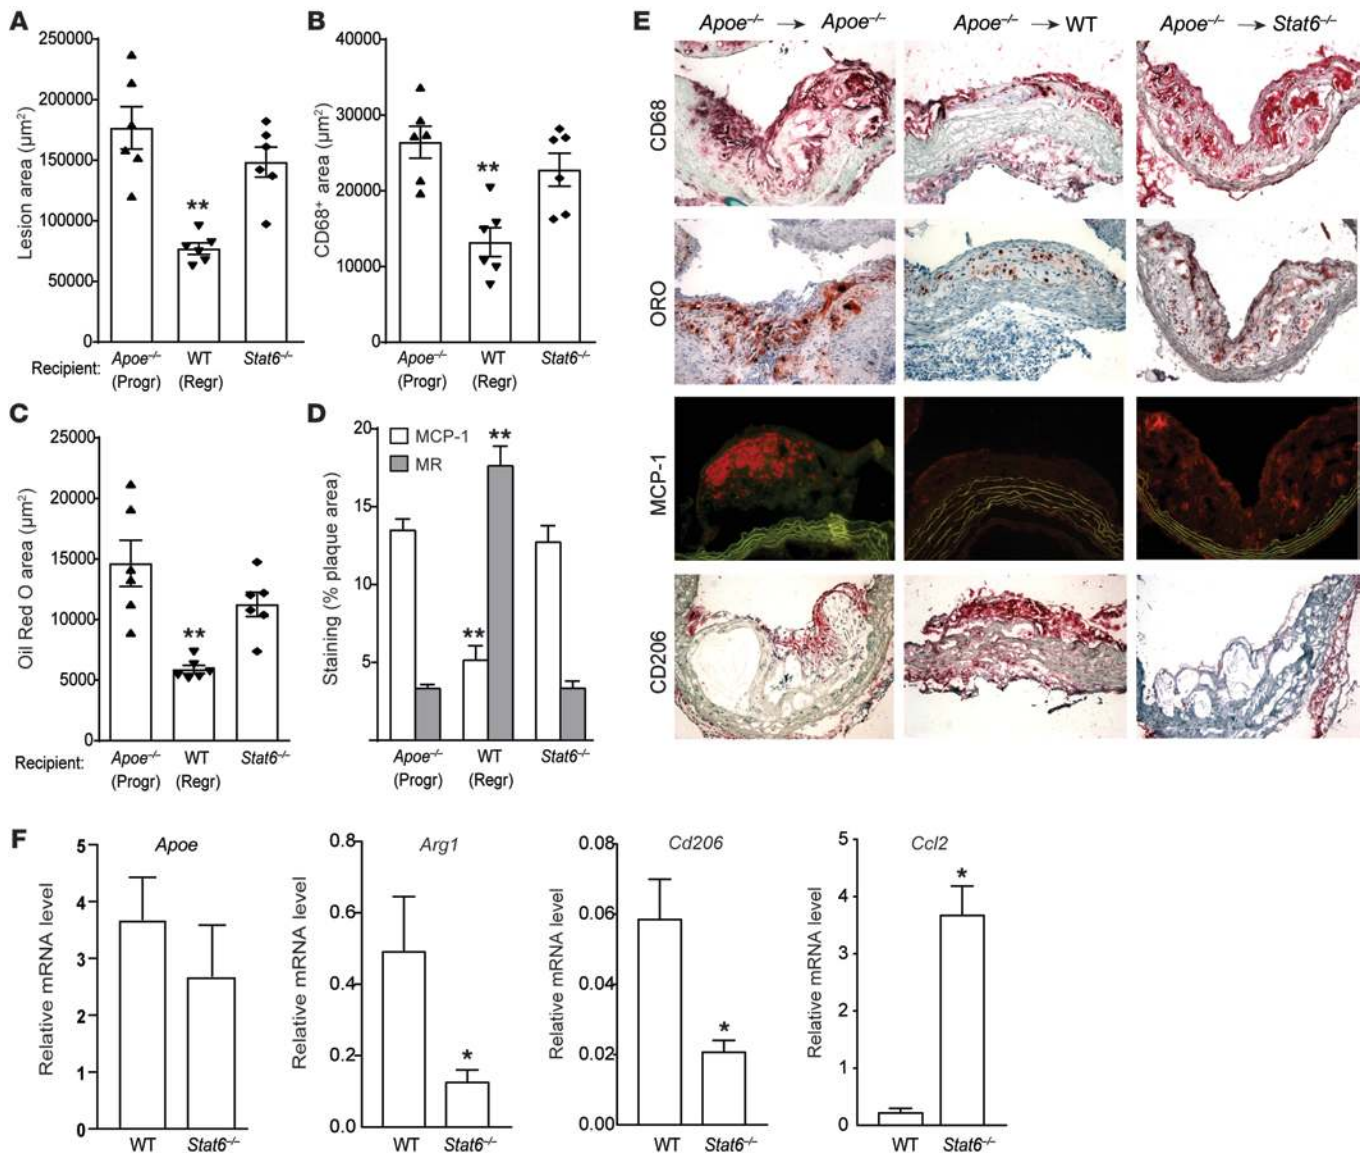 A
Lesion area (µm²)
250000
200000
150000
100000
50000
0
**
Recipient:
Apoe⁻/⁻
(Progr)
WT
(Regr)
Stat6⁻/⁻
B
CD68⁺ area (µm²)
40000
30000
20000
10000
0
**
Apoe⁻/⁻
(Progr)
WT
(Regr)
Stat6⁻/⁻
C
Oil Red O area (µm²)
25000
20000
15000
10000
5000
0
**
Recipient:
Apoe⁻/⁻
(Progr)
WT
(Regr)
Stat6⁻/⁻
D
Staining (% plaque area)
20
15
10
5
MCP-1
MR
**
**
Apoe⁻/⁻
(Progr)
WT
(Regr)
Stat6⁻/⁻
E
Apoe⁻/⁻ → Apoe⁻/⁻
Apoe⁻/⁻ → WT
Apoe⁻/⁻ → Stat6⁻/⁻
CD68
ORO
MCP-1
CD206
F
Apoe
Relative mRNA level
5
4
3
2
1
0
WT
Stat6⁻/⁻
Arg1
Relative mRNA level
0.8
0.6
0.4
0.2
0.0
*
WT
Stat6⁻/⁻
Cd206
Relative mRNA level
0.08
0.06
0.04
0.02
0.00
*
WT
Stat6⁻/⁻
Ccl2
Relative mRNA level
5
4
3
2
1
0
*
WT
Stat6⁻/⁻